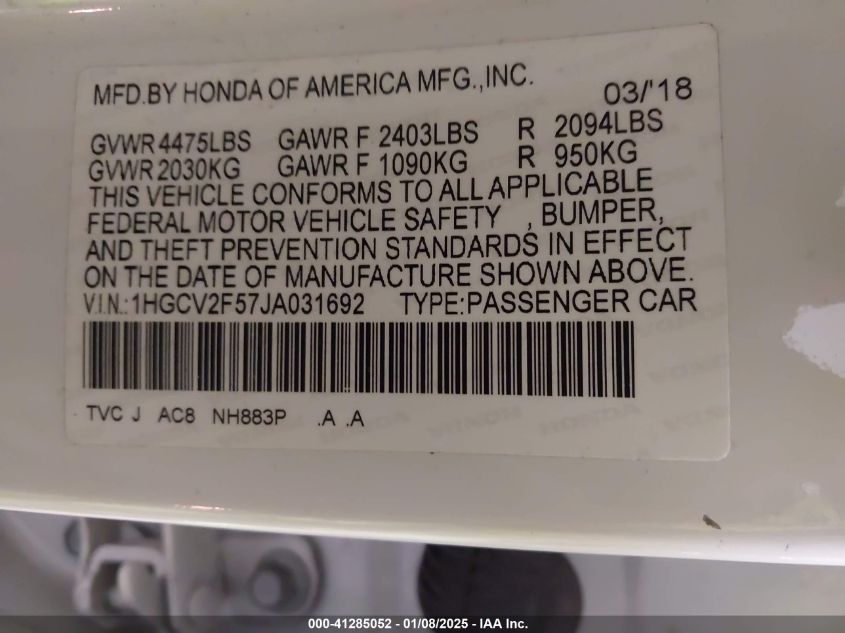 MFD.BY HONDA OF AMERICA MFG.,INC. 03/'18
GVWR 4475LBS GAWR F 2403LBS R 2094LBS
GVWR 2030KG GAWR F 1090KG R 950KG
THIS VEHICLE CONFORMS TO ALL APPLICABLE
FEDERAL MOTOR VEHICLE SAFETY , BUMPER,
AND THEFT PREVENTION STANDARDS IN EFFECT
ON THE DATE OF MANUFACTURE SHOWN ABOVE.
V.I.N.:1HGCV2F57JA031692 TYPE:PASSENGER CAR
TVC J AC8 NH883P .A .A
000-41285052 - 01/08/2025 - IAA Inc.